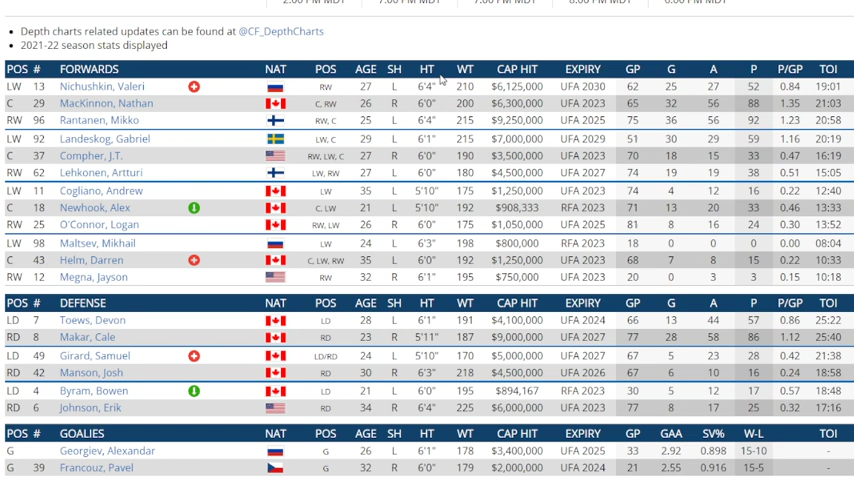 2:00 PM MDT 7:00 PM MDT 7:00 PM MDT 8:00 PM MDT 6:00 PM MDT
• Depth charts related updates can be found at @CF_DepthCharts
• 2021-22 season stats displayed
POS # FORWARDS NAT POS AGE SH HT WT CAP HIT EXPIRY GP G A P P/GP TOI
LW 13 Nichushkin, Valeri RW 27 L 6'4" 210 $6,125,000 UFA 2030 62 25 27 52 0.84 19:01
C 29 MacKinnon, Nathan C, RW 26 R 6'0" 200 $6,300,000 UFA 2023 65 32 56 88 1.35 21:03
RW 96 Rantanen, Mikko RW, C 25 L 6'4" 215 $9,250,000 UFA 2025 75 36 56 92 1.23 20:58
LW 92 Landeskog, Gabriel LW, C 29 L 6'1" 215 $7,000,000 UFA 2029 51 30 29 59 1.16 20:19
C 37 Compher, J.T. RW, LW, C 27 R 6'0" 190 $3,500,000 UFA 2023 70 18 15 33 0.47 16:19
RW 62 Lehkonen, Artturi LW, RW 27 L 6'0" 180 $4,500,000 UFA 2027 74 19 19 38 0.51 15:05
LW 11 Cogliano, Andrew LW 35 L 5'10" 175 $1,250,000 UFA 2023 74 4 12 16 0.22 12:40
C 18 Newhook, Alex C, LW 21 L 5'10" 192 $908,333 RFA 2023 71 13 20 33 0.46 13:33
RW 25 O'Connor, Logan RW, LW 26 R 6'0" 175 $1,050,000 UFA 2025 81 8 16 24 0.30 13:52
LW 98 Maltsev, Mikhail LW 24 L 6'3" 198 $800,000 RFA 2023 18 0 0 0 0.00 08:04
C 43 Helm, Darren C, LW, RW 35 L 6'0" 192 $1,250,000 UFA 2023 68 7 8 15 0.22 10:33
RW 12 Megna, Jayson RW 32 R 6'1" 195 $750,000 UFA 2023 20 0 3 3 0.15 10:18
POS # DEFENSE NAT POS AGE SH HT WT CAP HIT EXPIRY GP G A P P/GP TOI
LD 7 Toews, Devon LD 28 L 6'1" 191 $4,100,000 UFA 2024 66 13 44 57 0.86 25:22
RD 8 Makar, Cale RD 23 R 5'11" 187 $9,000,000 UFA 2027 77 28 58 86 1.12 25:40
LD 49 Girard, Samuel LD/RD 24 L 5'10" 170 $5,000,000 UFA 2027 67 5 23 28 0.42 21:38
RD 42 Manson, Josh RD 30 R 6'3" 218 $4,500,000 UFA 2026 67 6 10 16 0.24 18:56
LD 4 Byram, Bowen LD 21 L 6'0" 195 $894,167 RFA 2023 30 5 12 17 0.57 18:48
RD 6 Johnson, Erik RD 34 R 6'4" 225 $6,000,000 UFA 2023 77 8 17 25 0.32 17:16
POS # GOALIES NAT POS AGE SH HT WT CAP HIT EXPIRY GP GAA SV% W-L TOI
G Georgiev, Alexandar G 26 L 6'1" 178 $3,400,000 UFA 2025 33 2.92 0.898 15-10 -
G 39 Francouz, Pavel G 32 R 6'0" 179 $2,000,000 UFA 2024 21 2.55 0.916 15-5 -